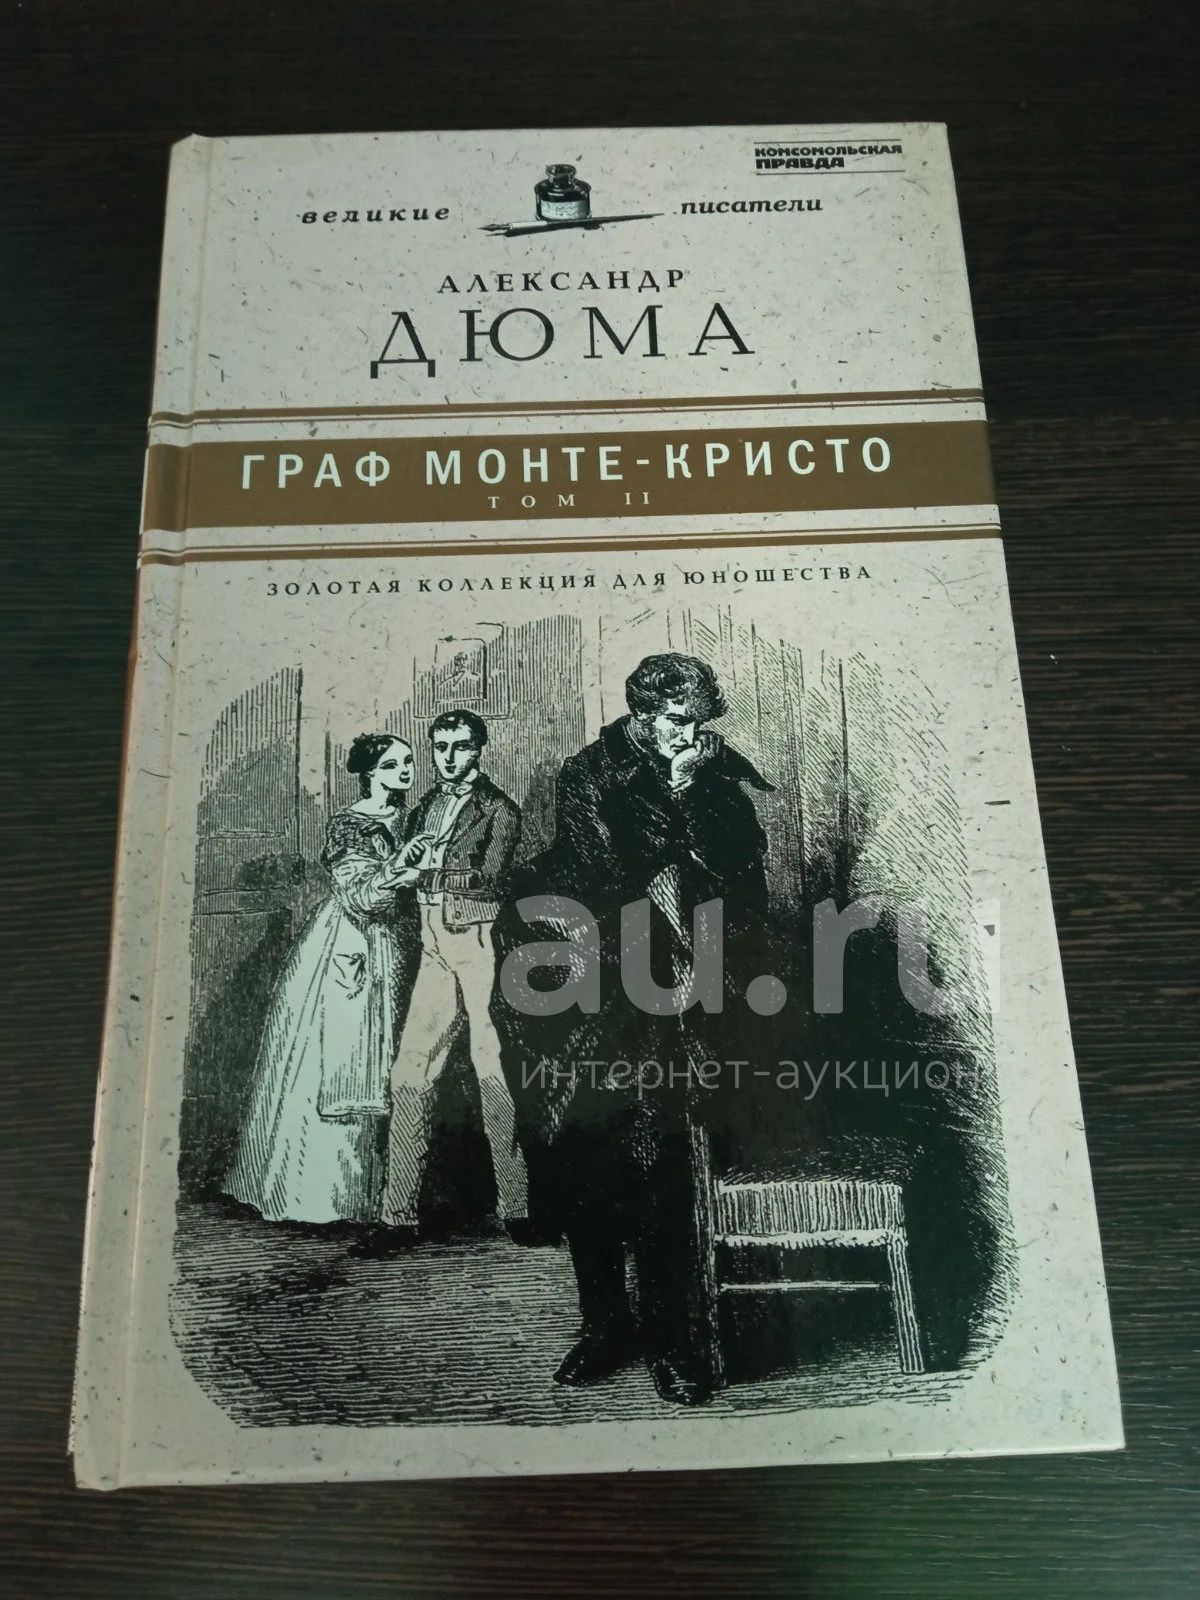 КОМСОМОЛЬСКАЯ
ПРАВДА
великие писатели
АЛЕКСАНДР
ДЮМА
ГРАФ МОНТЕ-КРИСТО
ТОМ II
ЗОЛОТАЯ КОЛЛЕКЦИЯ ДЛЯ ЮНОШЕСТВА
au.ru
интернет-аукцион